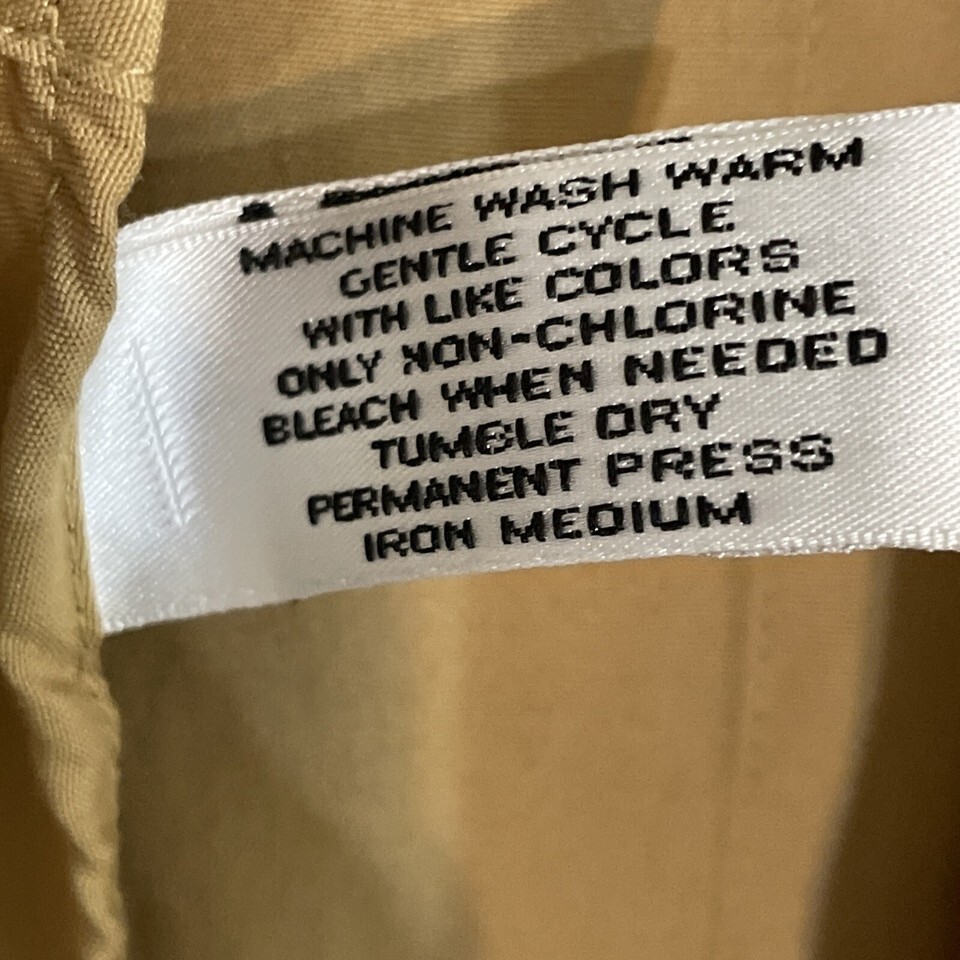 MACHINE WASH WARM
GENTLE CYCLE
WITH LIKE COLORS
ONLY NON-CHLORINE
BLEACH WHEN NEEDED
TUMBLE DRY
PERMANENT PRESS
IRON MEDIUM